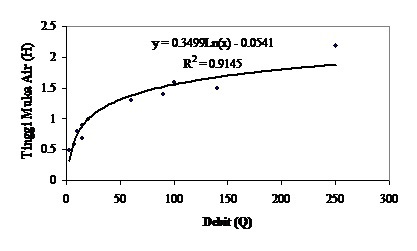 y = 0.3499Ln(x) - 0.0541
R² = 0.9145
Tinggi Muka Air (H)
2.5
2
1.5
1
0.5
0
0 50 100 150 200 250 300
Debit (Q)